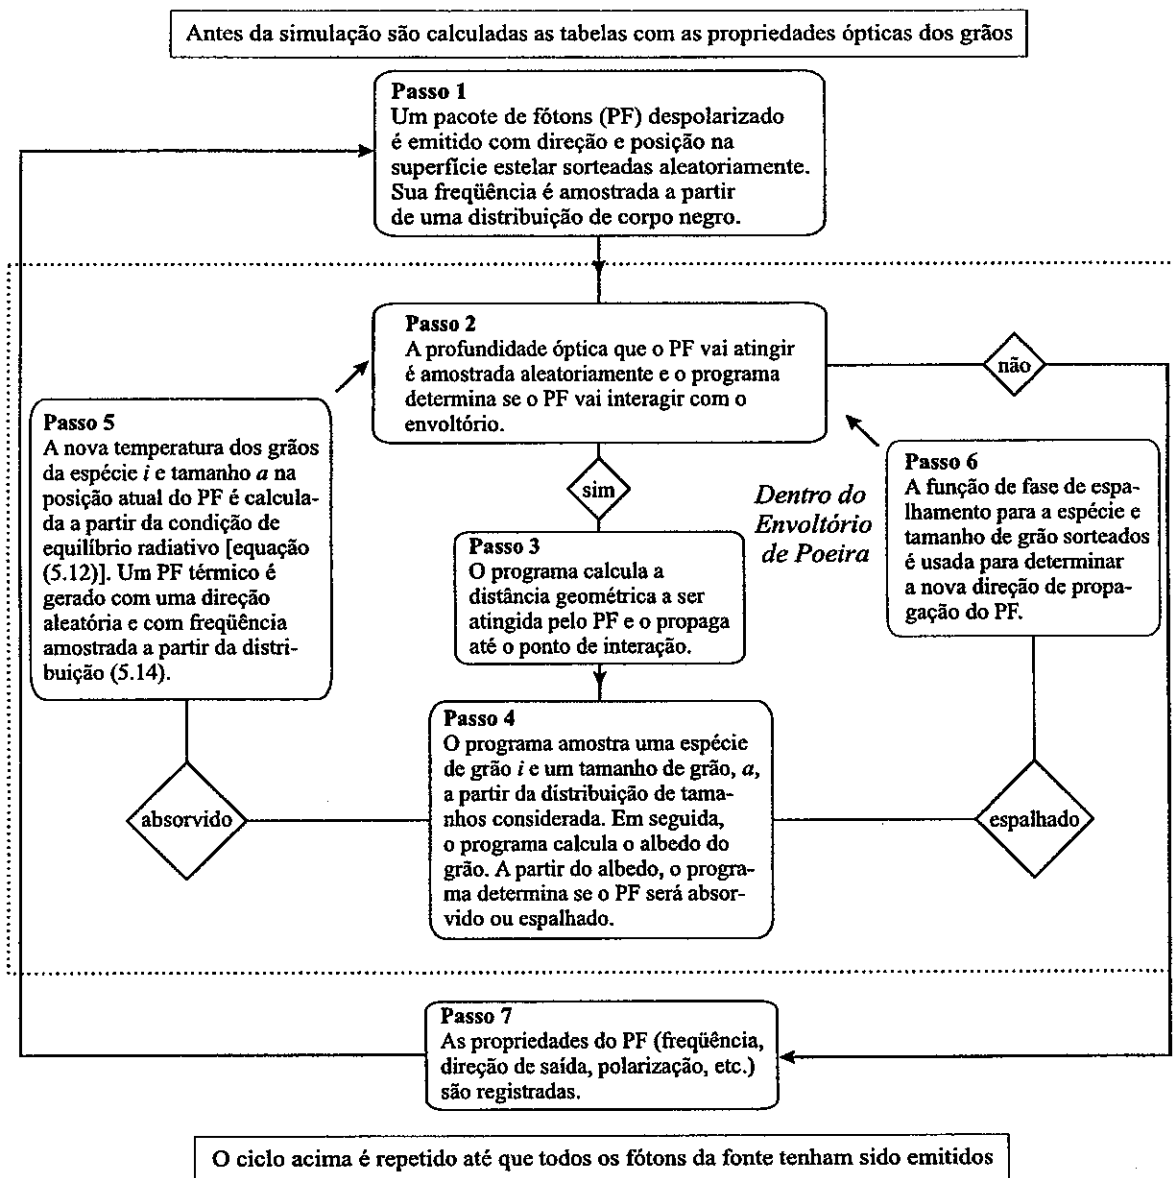 Antes da simulação são calculadas as tabelas com as propriedades ópticas dos grãos
Passo 1
Um pacote de fótons (PF) despolarizado
é emitido com direção e posição na
superfície estelar sorteadas aleatoriamente.
Sua freqüência é amostrada a partir
de uma distribuição de corpo negro.
Passo 2
A profundidade óptica que o PF vai atingir
é amostrada aleatoriamente e o programa
determina se o PF vai interagir com o
envoltório.
não
sim
Passo 5
A nova temperatura dos grãos
da espécie i e tamanho a na
posição atual do PF é calcula-
da a partir da condição de
equilíbrio radiativo [equação
(5.12)]. Um PF térmico é
gerado com uma direção
aleatória e com freqüência
amostrada a partir da distri-
buição (5.14).
Dentro do
Envoltório
de Poeira
Passo 6
A função de fase de espa-
lhamento para a espécie e
tamanho de grão sorteados
é usada para determinar
a nova direção de propa-
gação do PF.
Passo 3
O programa calcula a
distância geométrica a ser
atingida pelo PF e o propaga
até o ponto de interação.
Passo 4
O programa amostra uma espécie
de grão i e um tamanho de grão, a,
a partir da distribuição de tama-
nhos considerada. Em seguida,
o programa calcula o albedo do
grão. A partir do albedo, o progra-
ma determina se o PF será absor-
vido ou espalhado.
absorvido
espalhado
Passo 7
As propriedades do PF (freqüência,
direção de saída, polarização, etc.)
são registradas.
O ciclo acima é repetido até que todos os fótons da fonte tenham sido emitidos